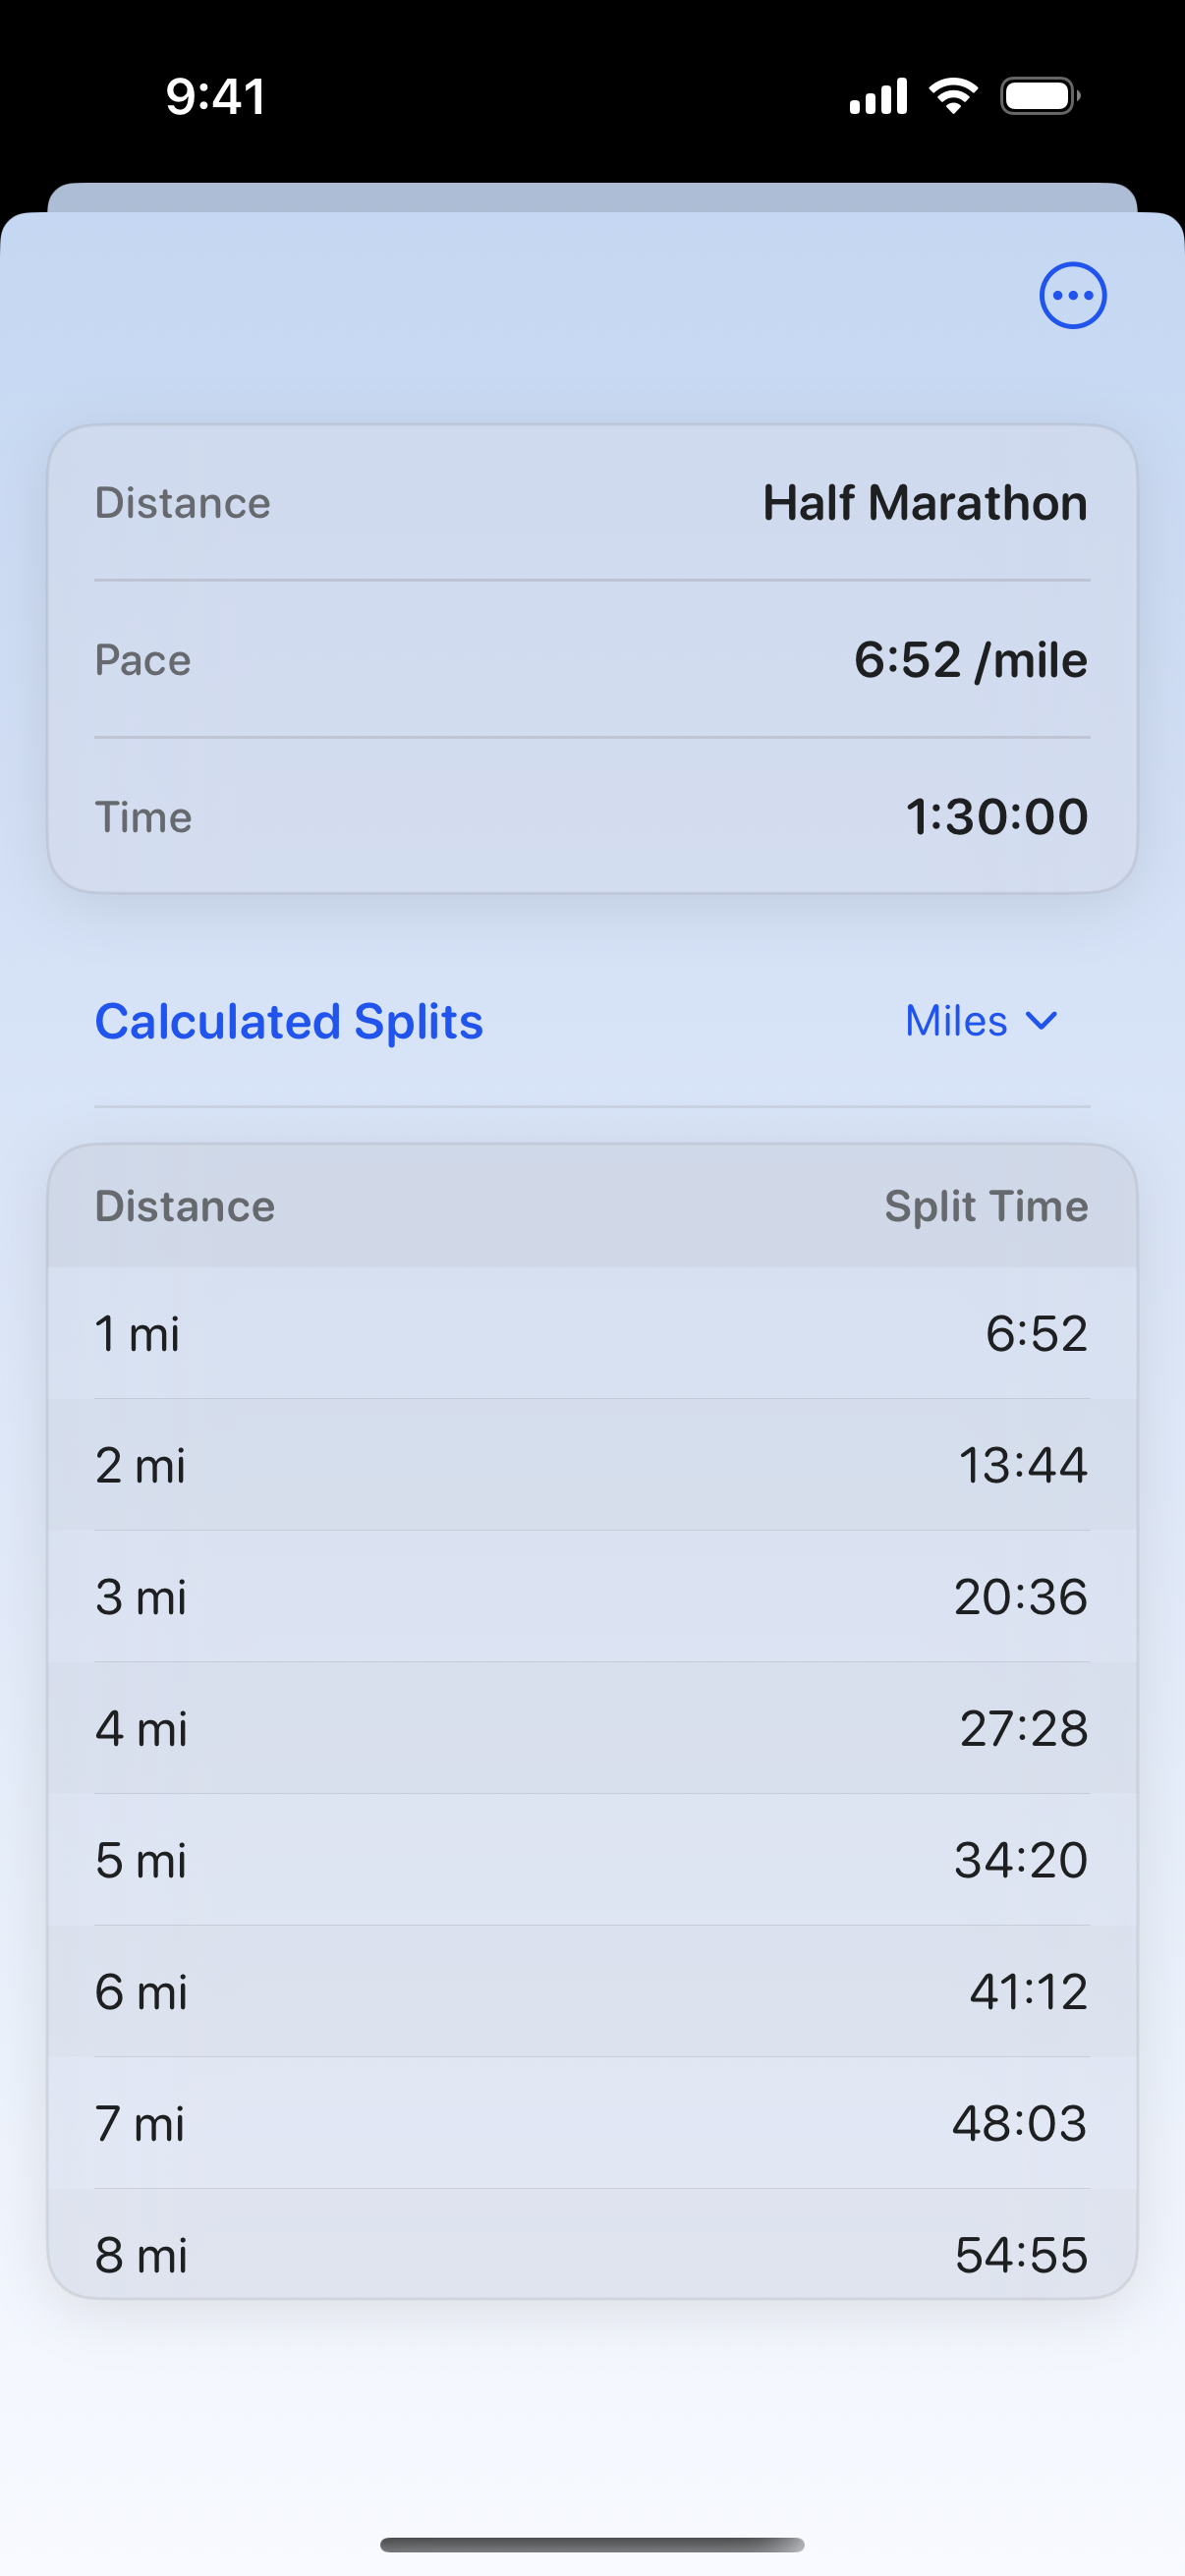 9:41
Distance Half Marathon
Pace 6:52 /mile
Time 1:30:00
Calculated Splits Miles
Distance Split Time
1 mi 6:52
2 mi 13:44
3 mi 20:36
4 mi 27:28
5 mi 34:20
6 mi 41:12
7 mi 48:03
8 mi 54:55